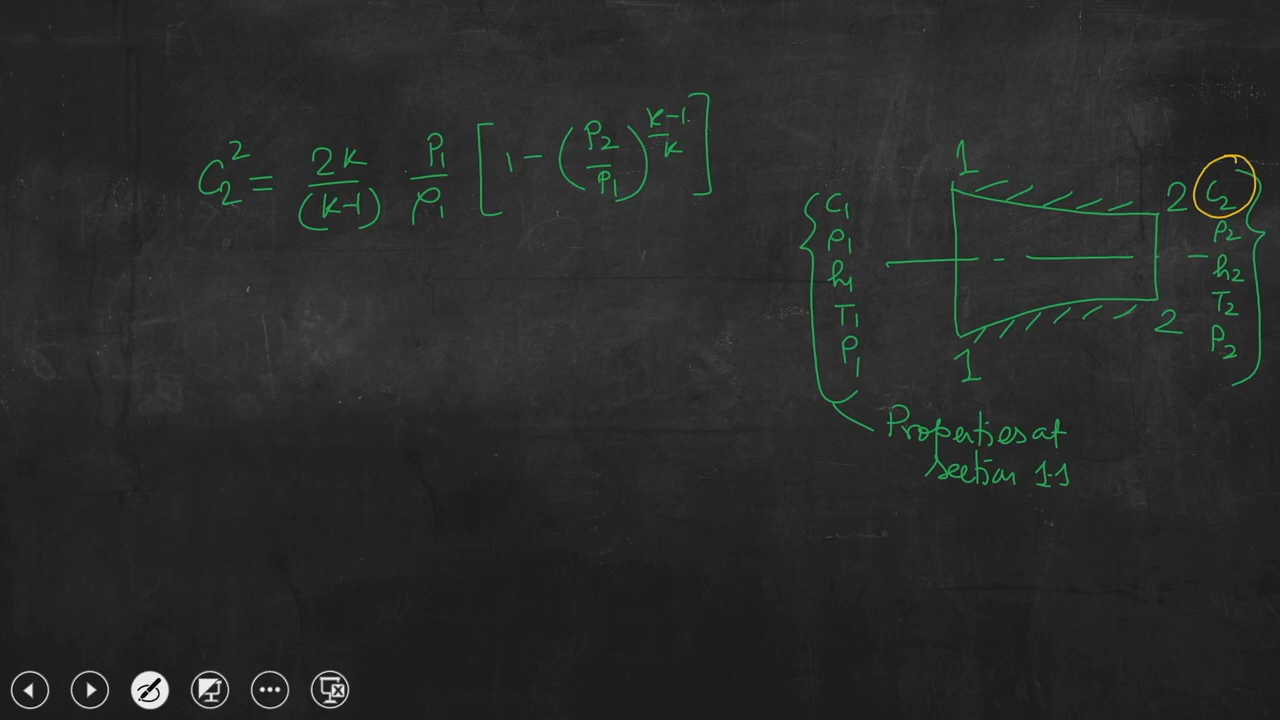 C₂² = 2K/(K-1) P₁/ρ₁ [1 - (P₂/P₁)^((K-1)/K)]
1
2
C₁
ρ₁
h₁
T₁
P₁
C₂
ρ₂
h₂
T₂
P₂
2
1
Properties at
section 1-1